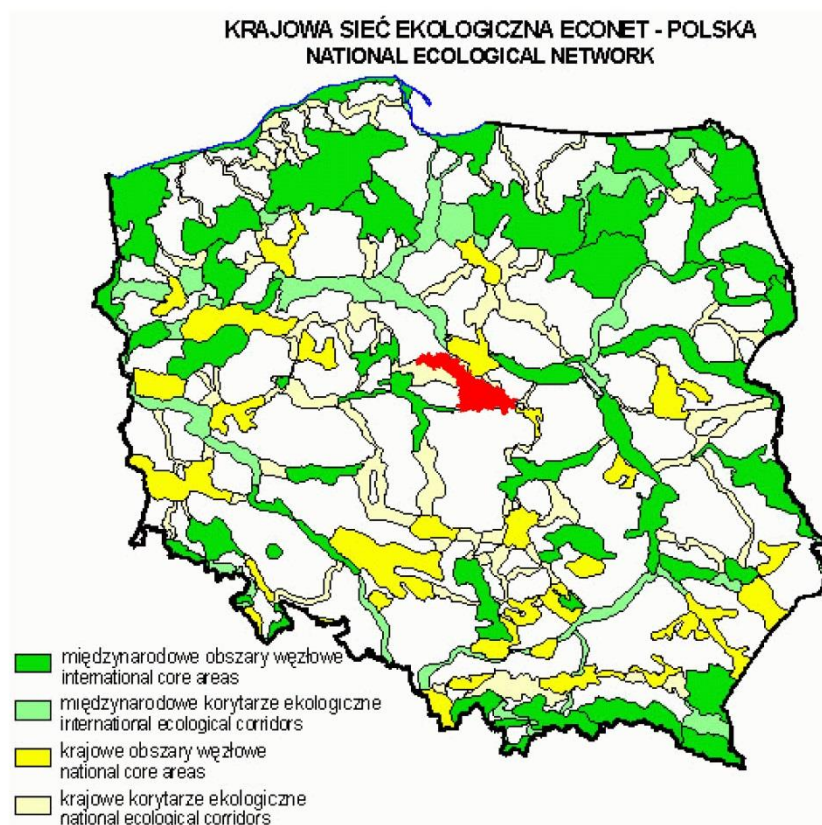 KRAJOWA SIEĆ EKOLOGICZNA ECONET - POLSKA
NATIONAL ECOLOGICAL NETWORK
międzynarodowe obszary węzłowe
international core areas
międzynarodowe korytarze ekologiczne
international ecological corridors
krajowe obszary węzłowe
national core areas
krajowe korytarze ekologiczne
national ecological corridors